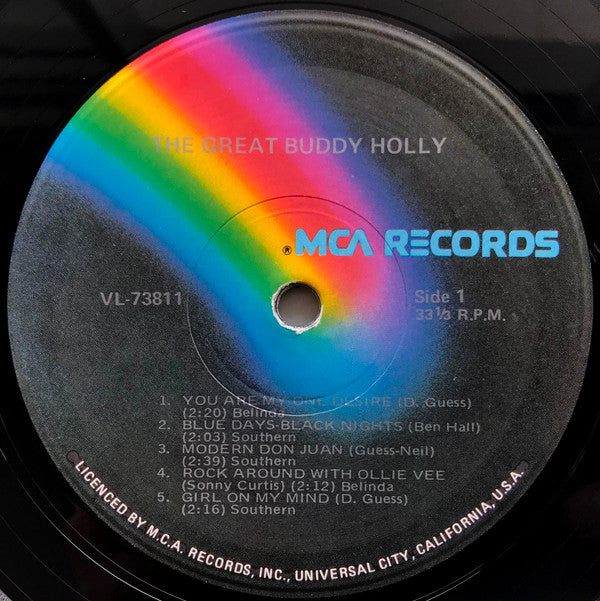 THE GREAT BUDDY HOLLY
® MCA RECORDS
VL-73811
Side 1
33⅓ R.P.M.
1. YOU ARE MY ONE DESIRE (D. Guess)
(2:20) Belinda
2. BLUE DAYS-BLACK NIGHTS (Ben Hall)
(2:03) Southern
3. MODERN DON JUAN (Guess-Neil)
(2:39) Southern
4. ROCK AROUND WITH OLLIE VEE
(Sonny Curtis) (2:12) Belinda
5. GIRL ON MY MIND (D. Guess)
(2:16) Southern
LICENCED BY M.C.A. RECORDS, INC., UNIVERSAL CITY, CALIFORNIA, U.S.A.